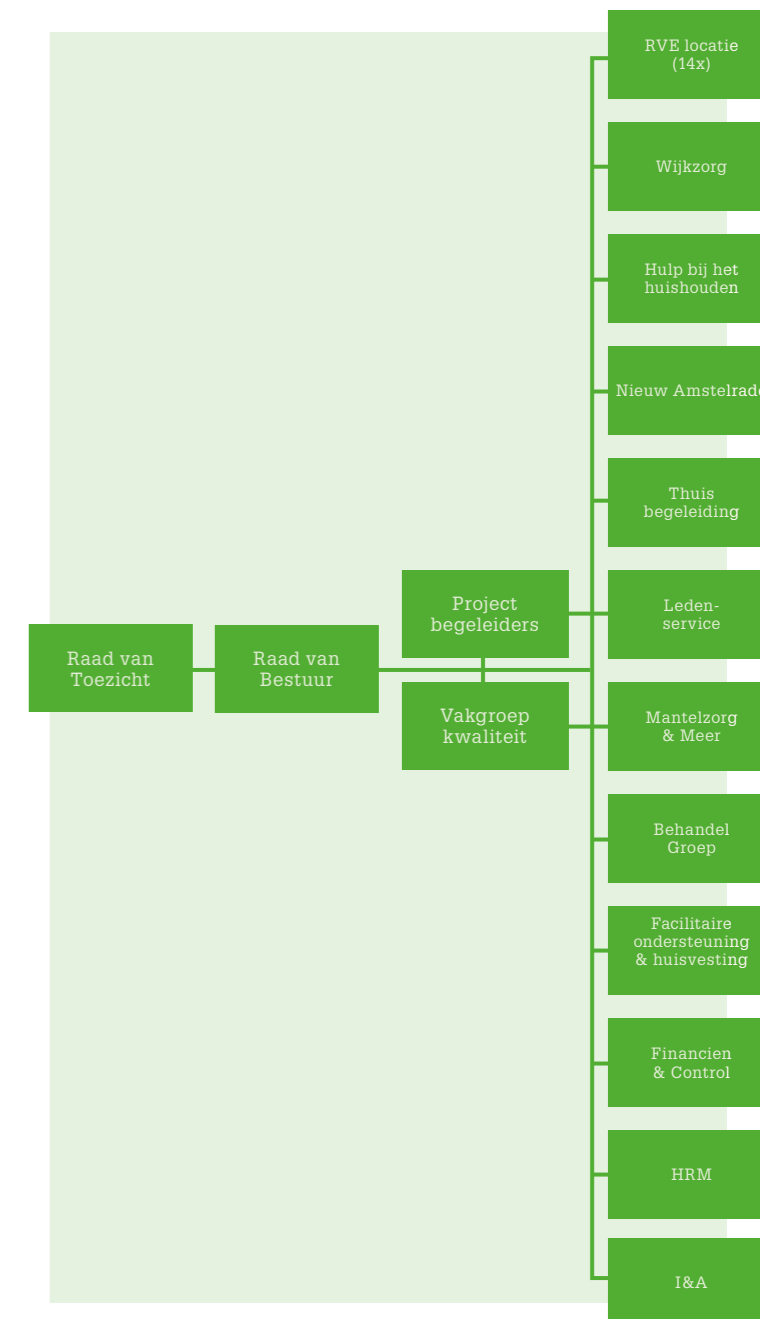 RVE locatie
(14x)
Wijkzorg
Hulp bij het
huishouden
Nieuw Amstelrade
Thuis
begeleiding
Project
begeleiders
Leden-
service
Raad van
Toezicht
Raad van
Bestuur
Vakgroep
kwaliteit
Mantelzorg
& Meer
Behandel
Groep
Facilitaire
ondersteuning
& huisvesting
Financien
& Control
HRM
I&A